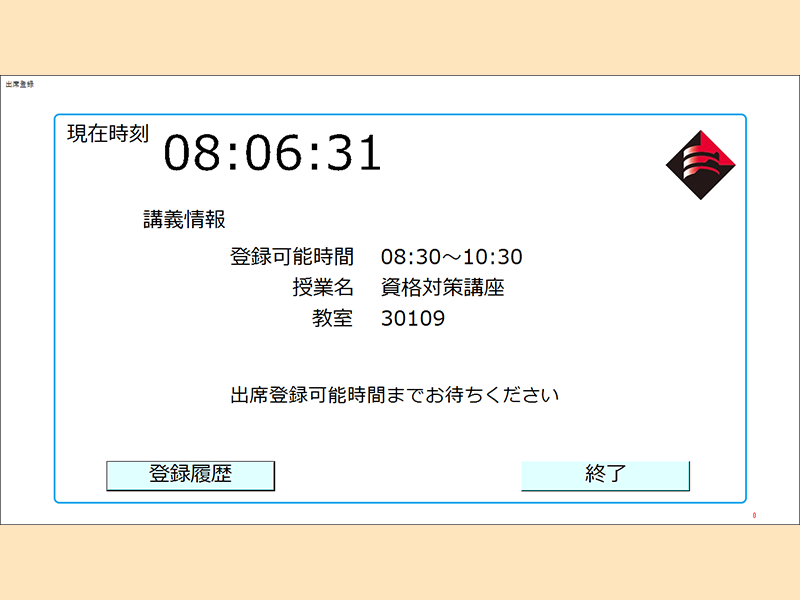 出席登録
現在時刻 08:06:31
講義情報
登録可能時間 08:30～10:30
授業名 資格対策講座
教室 30109
出席登録可能時間までお待ちください
登録履歴 終了
0